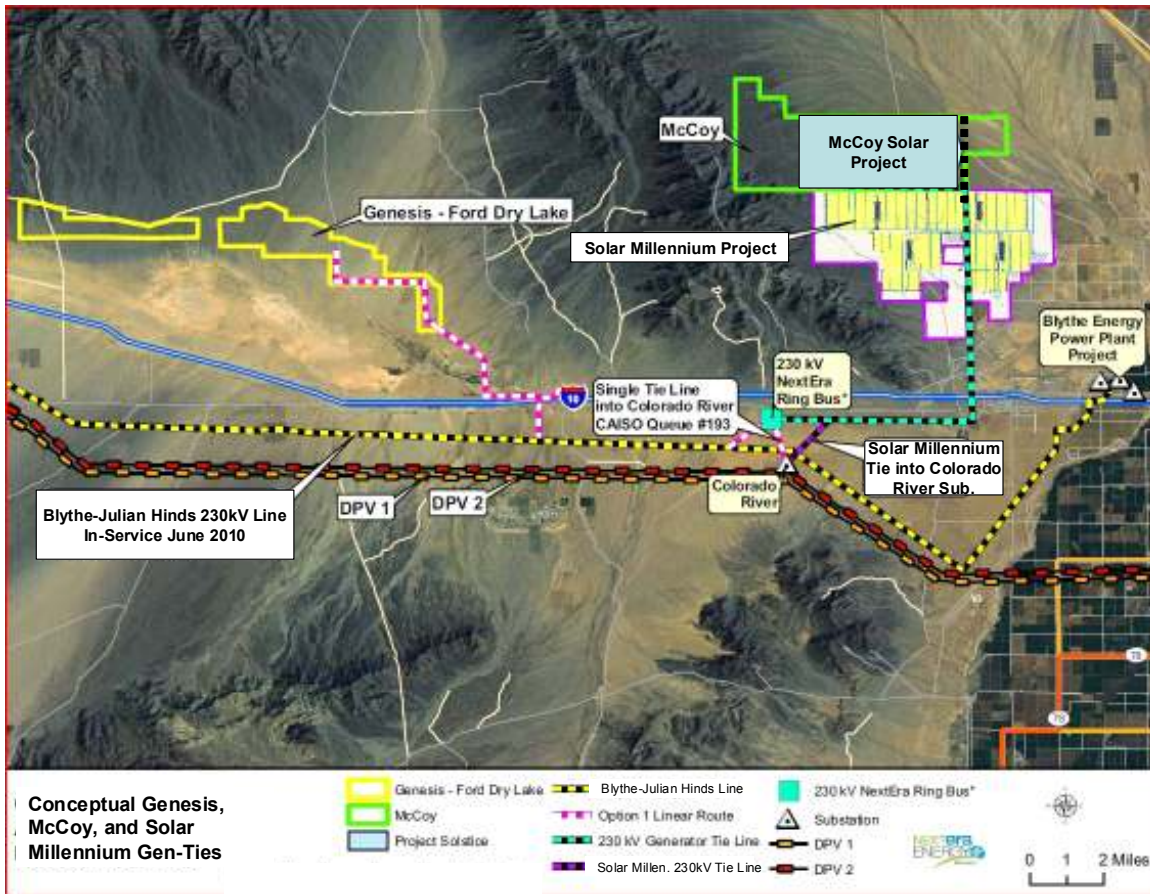 McCoy
McCoy Solar
Project
Genesis - Ford Dry Lake
Solar Millennium Project
Blythe Energy
Power Plant
Project
230 kV
NextEra
Ring Bus*
Single Tie Line
into Colorado River
CAISO Queue #193
10
Solar Millennium
Tie into Colorado
River Sub.
Colorado
River
DPV 1
DPV 2
Blythe-Julian Hinds 230kV Line
In-Service June 2010
78
78
Conceptual Genesis,
McCoy, and Solar
Millennium Gen-Ties
Genesis - Ford Dry Lake
McCoy
Project Solstice
Blythe-Julian Hinds Line
Option 1 Linear Route
230 kV Generator Tie Line
Solar Millen. 230kV Tie Line
230 kV NextEra Ring Bus*
Substation
DPV 1
DPV 2
NEXTera
ENERGY
0 1 2 Miles